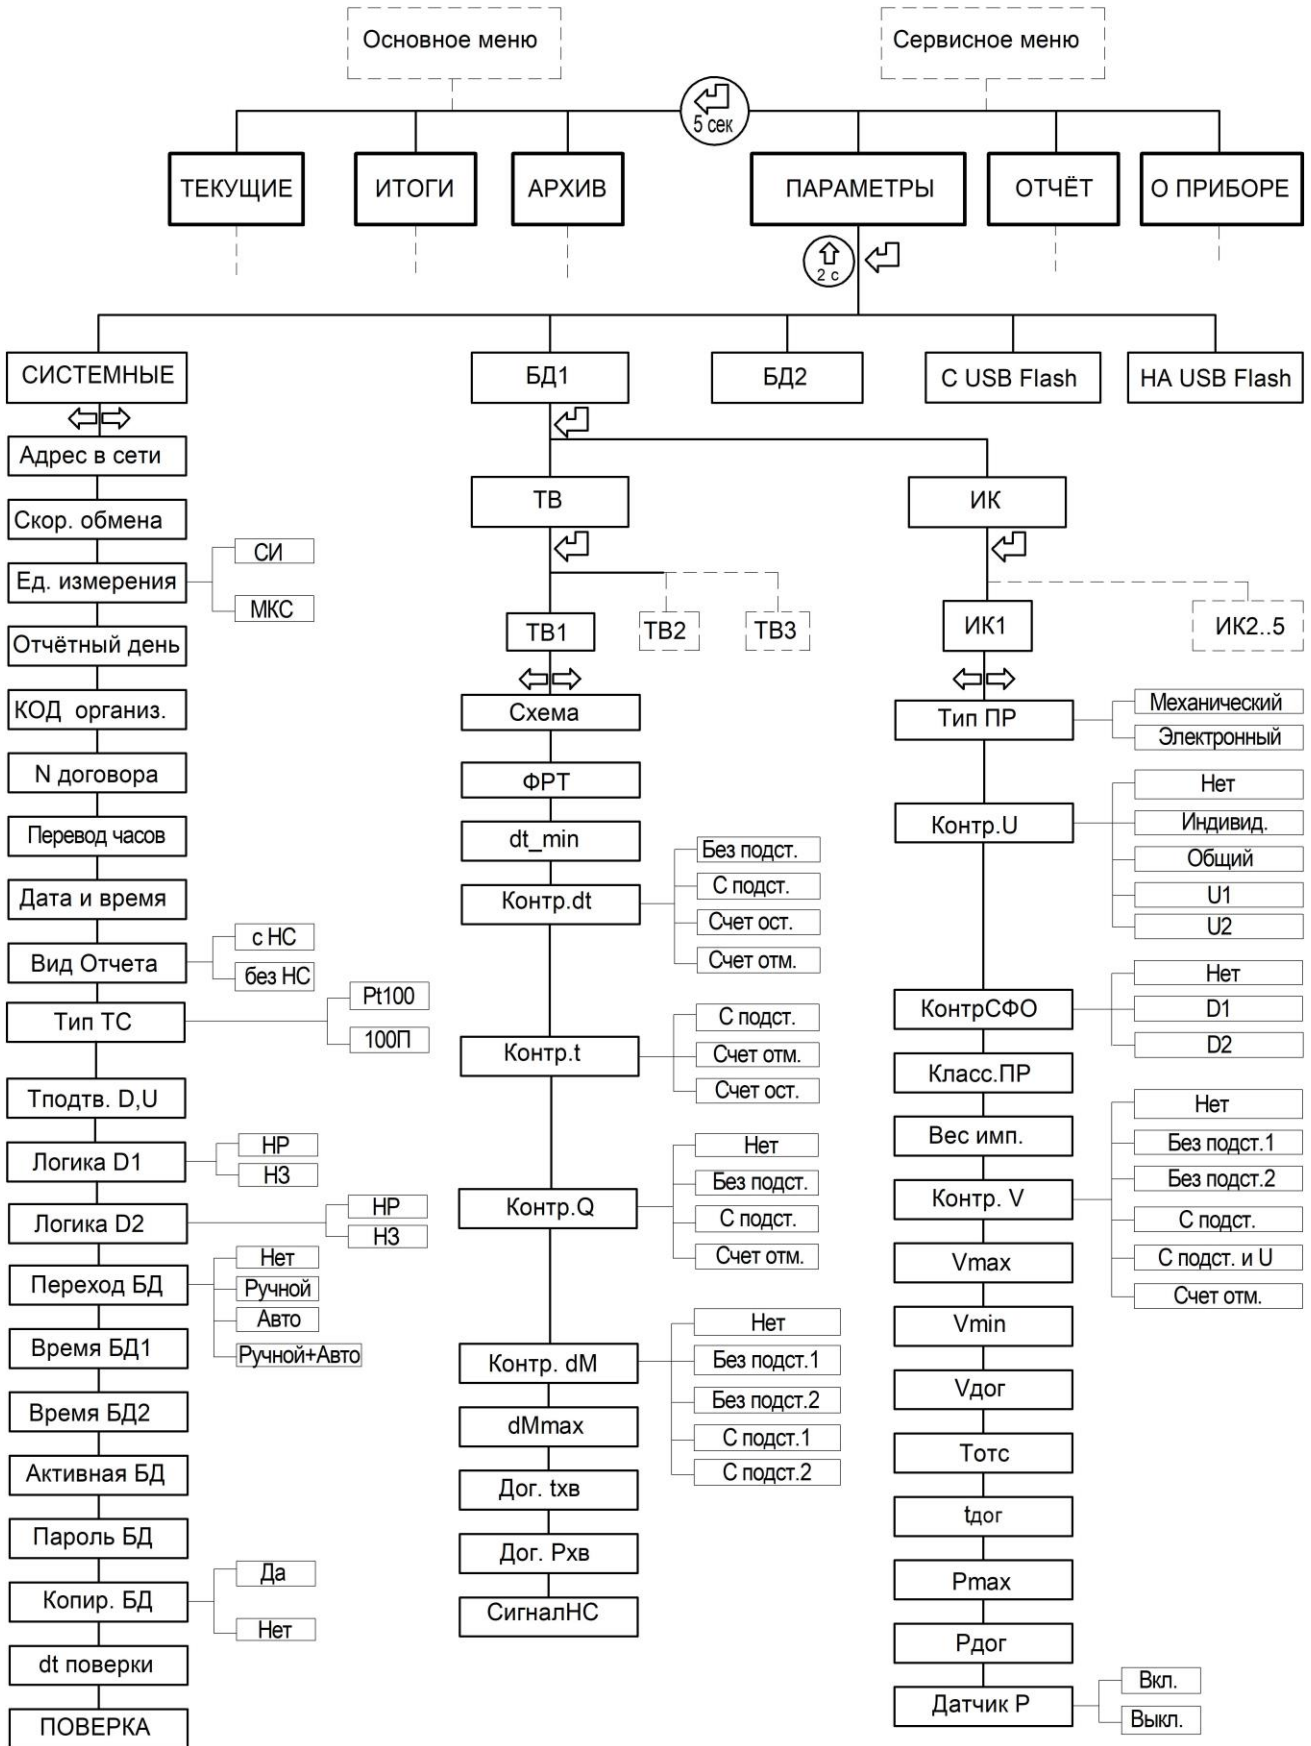 Основное меню
Сервисное меню
5 сек
ТЕКУЩИЕ
ИТОГИ
АРХИВ
ПАРАМЕТРЫ
ОТЧЁТ
О ПРИБОРЕ
2 с
СИСТЕМНЫЕ
БД1
БД2
С USB Flash
НА USB Flash
Адрес в сети
Скор. обмена
Ед. измерения
СИ
МКС
Отчётный день
КОД организ.
N договора
Перевод часов
Дата и время
Вид Отчета
с НС
без НС
Тип ТС
Pt100
100П
Тподтв. D,U
Логика D1
НР
НЗ
Логика D2
НР
НЗ
Переход БД
Нет
Ручной
Авто
Ручной+Авто
Время БД1
Время БД2
Активная БД
Пароль БД
Копир. БД
Да
Нет
dt поверки
ПОВЕРКА
ТВ
ТВ1
ТВ2
ТВ3
Схема
ФРТ
dt_min
Контр.dt
Без подст.
С подст.
Счет ост.
Счет отм.
Контр.t
С подст.
Счет отм.
Счет ост.
Контр.Q
Нет
Без подст.
С подст.
Счет отм.
Контр. dM
Нет
Без подст.1
Без подст.2
С подст.1
С подст.2
dMmax
Дог. tхв
Дог. Рхв
СигналНС
ИК
ИК1
ИК2..5
Тип ПР
Механический
Электронный
Контр.U
Нет
Индивид.
Общий
U1
U2
КонтрСФО
Нет
D1
D2
Класс.ПР
Вес имп.
Контр. V
Нет
Без подст.1
Без подст.2
С подст.
С подст. и U
Счет отм.
Vmax
Vmin
Vдог
Тотс
tдог
Pmax
Рдог
Датчик Р
Вкл.
Выкл.